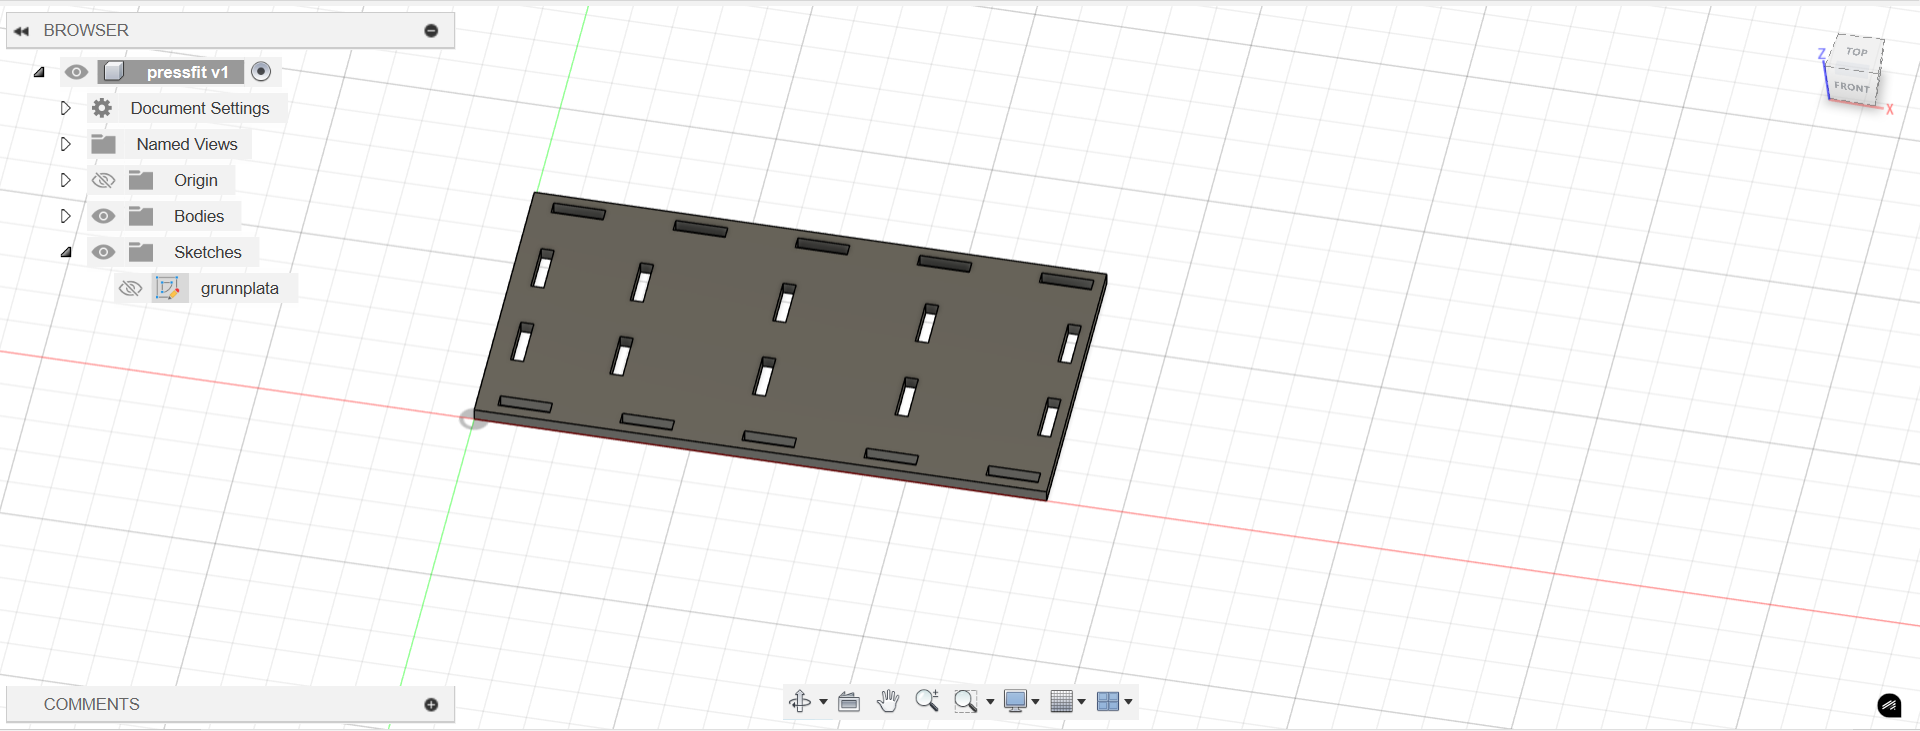 BROWSER
pressfit v1
Document Settings
Named Views
Origin
Bodies
Sketches
grunnplata
TOP
FRONT
Z
X
COMMENTS